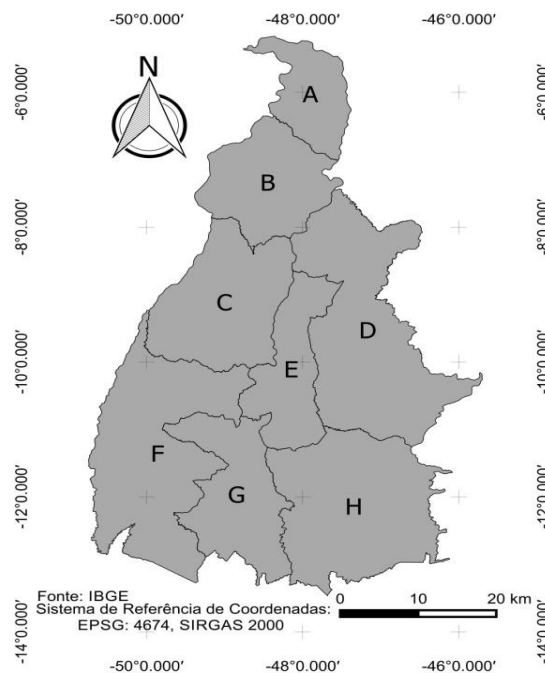 -50°0.000′ -48°0.000′ -46°0.000′
N
-6°0.000′ A -6°0.000′
B
-8°0.000′ -8°0.000′
C
D
-10°0.000′ E -10°0.000′
F
G
-12°0.000′ H -12°0.000′
Fonte: IBGE
Sistema de Referência de Coordenadas: 0 10 20 km
EPSG: 4674, SIRGAS 2000
-14°0.000′ -14°0.000′
-50°0.000′ -48°0.000′ -46°0.000′